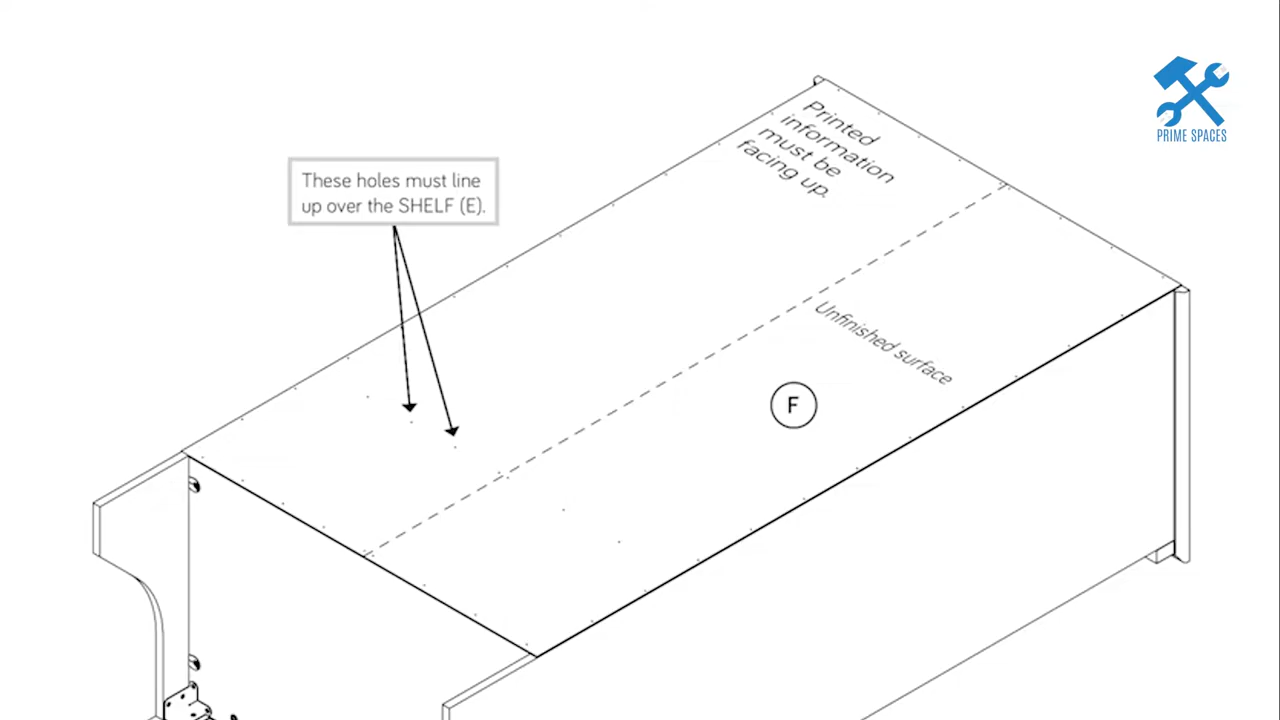 PRIME SPACES
Printed
information
must be
facing up.
These holes must line
up over the SHELF (E).
Unfinished surface
F